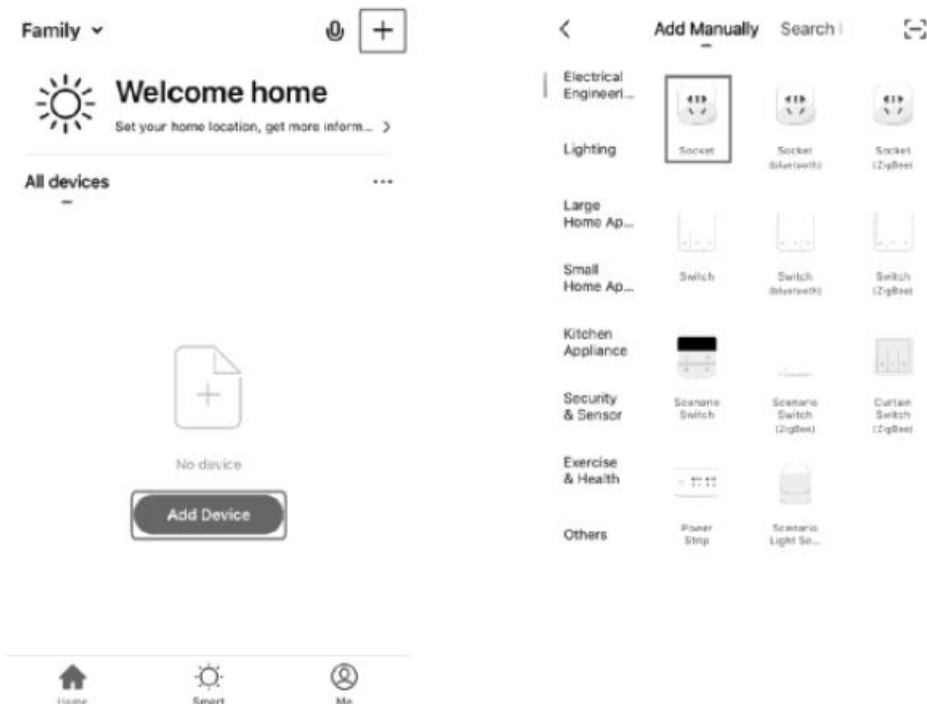 Family
Welcome home
Set your home location, get more inform... >
All devices
...
No device
Add Device
Home
Smart
Me
Add Manually
Search
Electrical
Engineeri...
Lighting
Large
Home Ap...
Small
Home Ap...
Kitchen
Appliance
Security
& Sensor
Exercise
& Health
Others
Socket
Socket
(bluetooth)
Socket
(ZigBee)
Switch
Switch
(bluetooth)
Switch
(ZigBee)
Scenario
Switch
Scenario
Switch
(ZigBee)
Curtain
Switch
(ZigBee)
Power
Strip
Scenario
Light So...